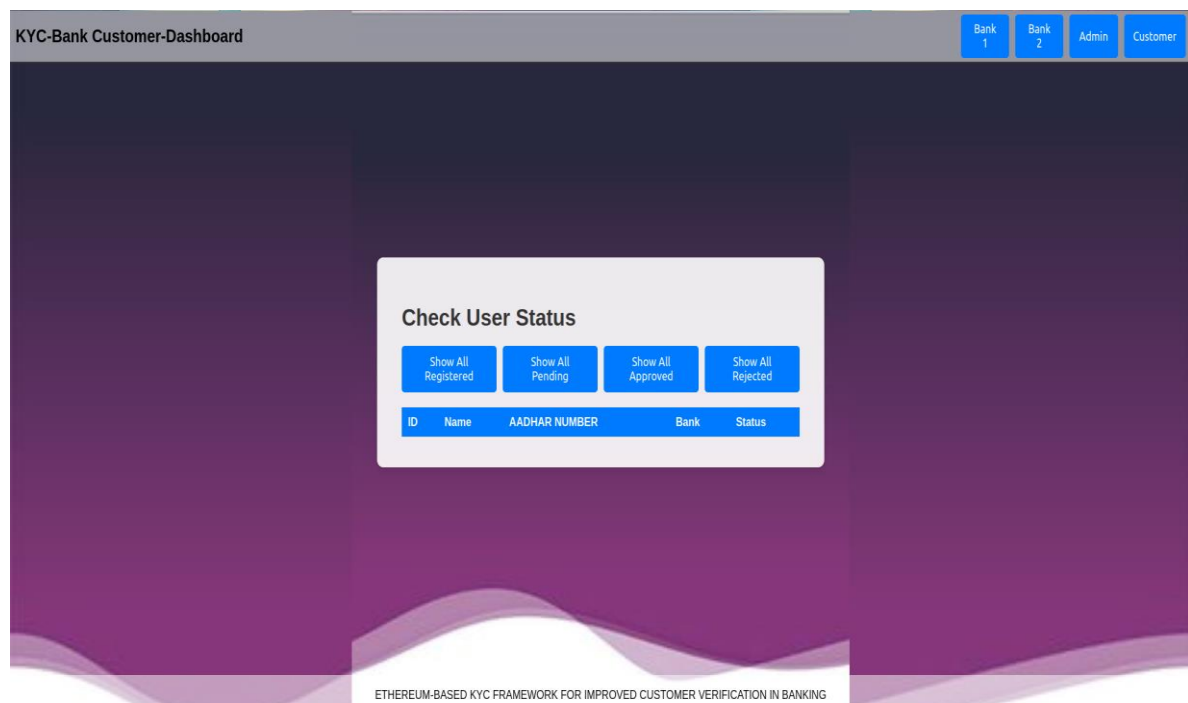 KYC-Bank Customer-Dashboard
Bank
1
Bank
2
Admin
Customer
Check User Status
Show All
Registered
Show All
Pending
Show All
Approved
Show All
Rejected
ID Name AADHAR NUMBER Bank Status
ETHEREUM-BASED KYC FRAMEWORK FOR IMPROVED CUSTOMER VERIFICATION IN BANKING